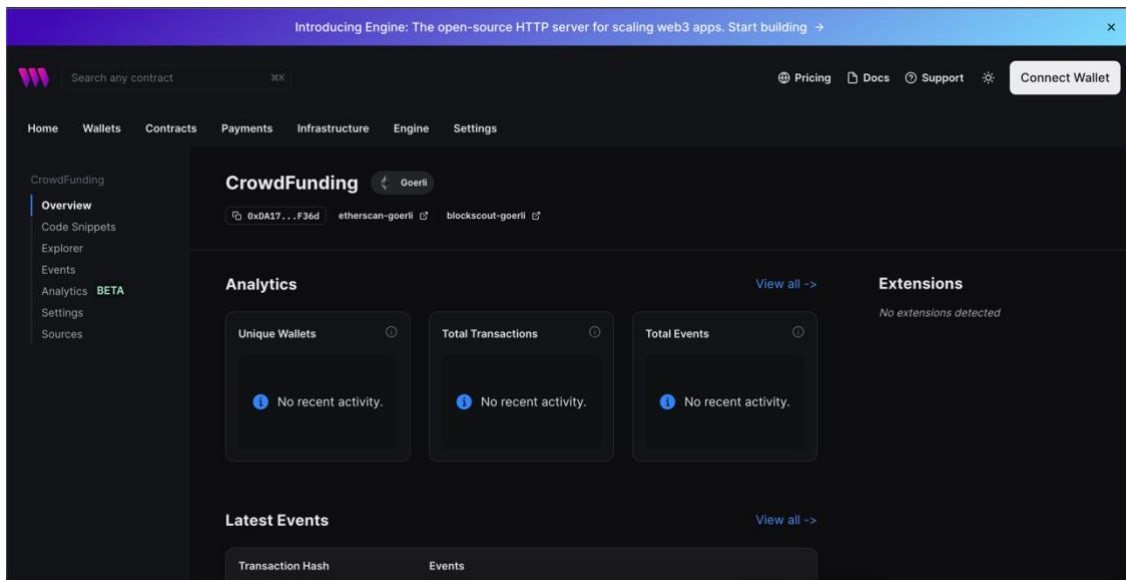 Introducing Engine: The open-source HTTP server for scaling web3 apps. Start building →
Search any contract ⌘K
Pricing Docs Support Connect Wallet
Home Wallets Contracts Payments Infrastructure Engine Settings
CrowdFunding
Overview
Code Snippets
Explorer
Events
Analytics BETA
Settings
Sources
CrowdFunding Goerli
0xDA17...F36d etherscan-goerli blockscout-goerli
Analytics View all ->
Unique Wallets
No recent activity.
Total Transactions
No recent activity.
Total Events
No recent activity.
Extensions
No extensions detected
Latest Events View all ->
Transaction Hash Events